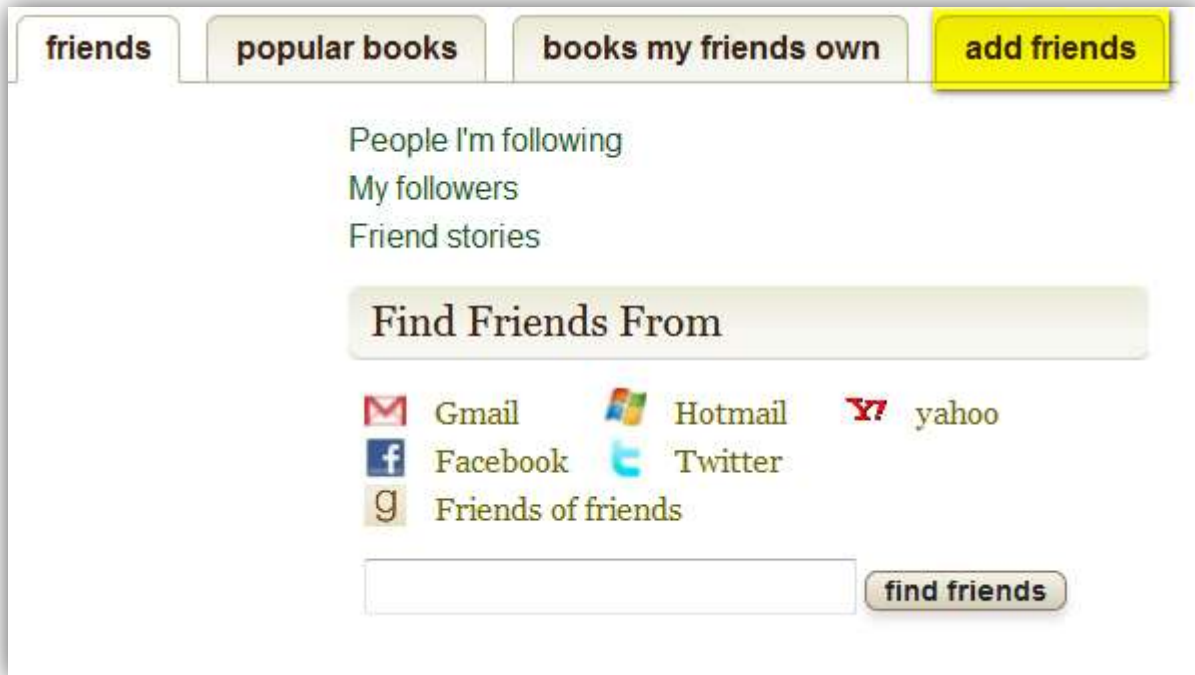 friends popular books books my friends own add friends
People I'm following
My followers
Friend stories
Find Friends From
Gmail Hotmail Y! yahoo
f Facebook t Twitter
g Friends of friends
find friends